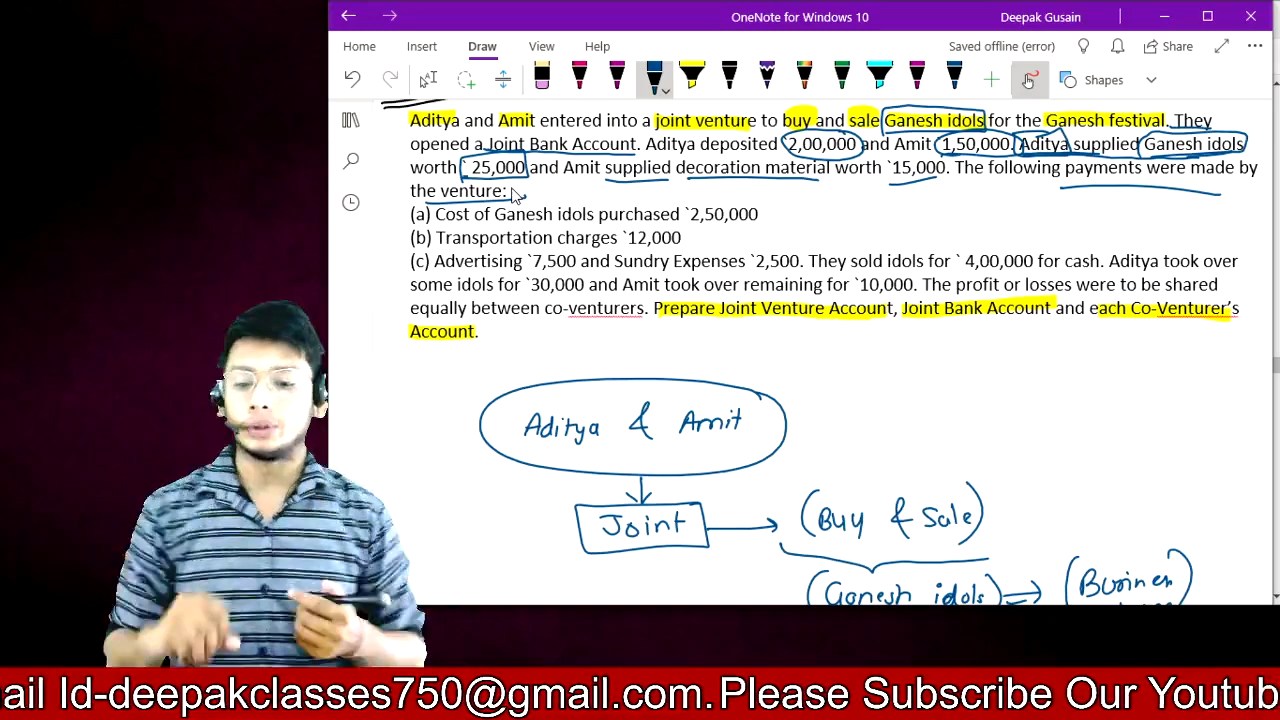 OneNote for Windows 10
Deepak Gusain
Home Insert Draw View Help
Saved offline (error)
Share
Shapes
Aditya and Amit entered into a joint venture to buy and sale Ganesh idols for the Ganesh festival. They
opened a Joint Bank Account. Aditya deposited `2,00,000 and Amit 1,50,000. Aditya supplied Ganesh idols
worth ` 25,000 and Amit supplied decoration material worth `15,000. The following payments were made by
the venture:
(a) Cost of Ganesh idols purchased `2,50,000
(b) Transportation charges `12,000
(c) Advertising `7,500 and Sundry Expenses `2,500. They sold idols for ` 4,00,000 for cash. Aditya took over
some idols for `30,000 and Amit took over remaining for `10,000. The profit or losses were to be shared
equally between co-venturers. Prepare Joint Venture Account, Joint Bank Account and each Co-Venturer's
Account.
Aditya & Amit
Joint
(Buy & Sale)
(Ganesh idols)
(Busines
ail Id-deepakclasses750@gmail.com. Please Subscribe Our Youtub